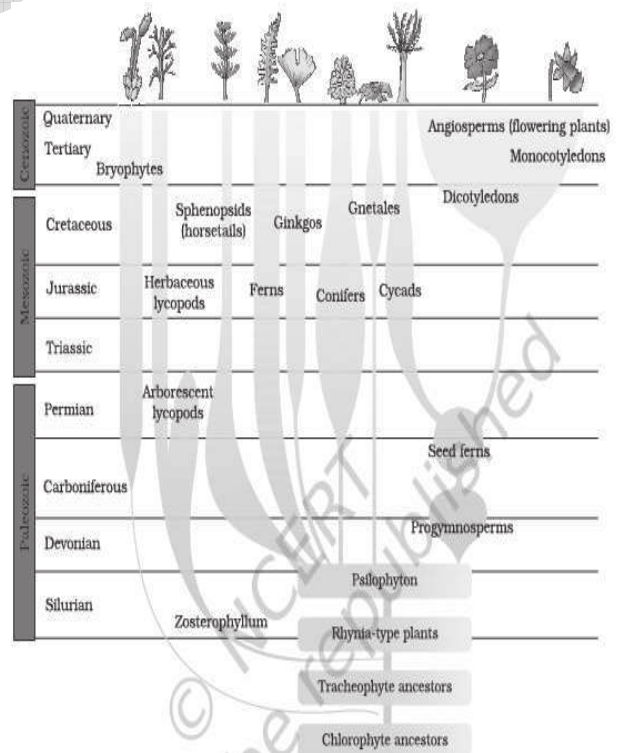 Cenozoic
Quaternary
Tertiary
Bryophytes
Angiosperms (flowering plants)
Monocotyledons
Dicotyledons
Mesozoic
Cretaceous
Sphenopsids
(horsetails)
Ginkgos
Gnetales
Jurassic
Herbaceous
lycopods
Ferns
Conifers
Cycads
Triassic
Paleozoic
Permian
Arborescent
lycopods
Seed ferns
Carboniferous
Progymnosperms
Devonian
Psilophyton
Silurian
Zosterophyllum
Rhynia-type plants
Tracheophyte ancestors
Chlorophyte ancestors
© NCERT
be republished